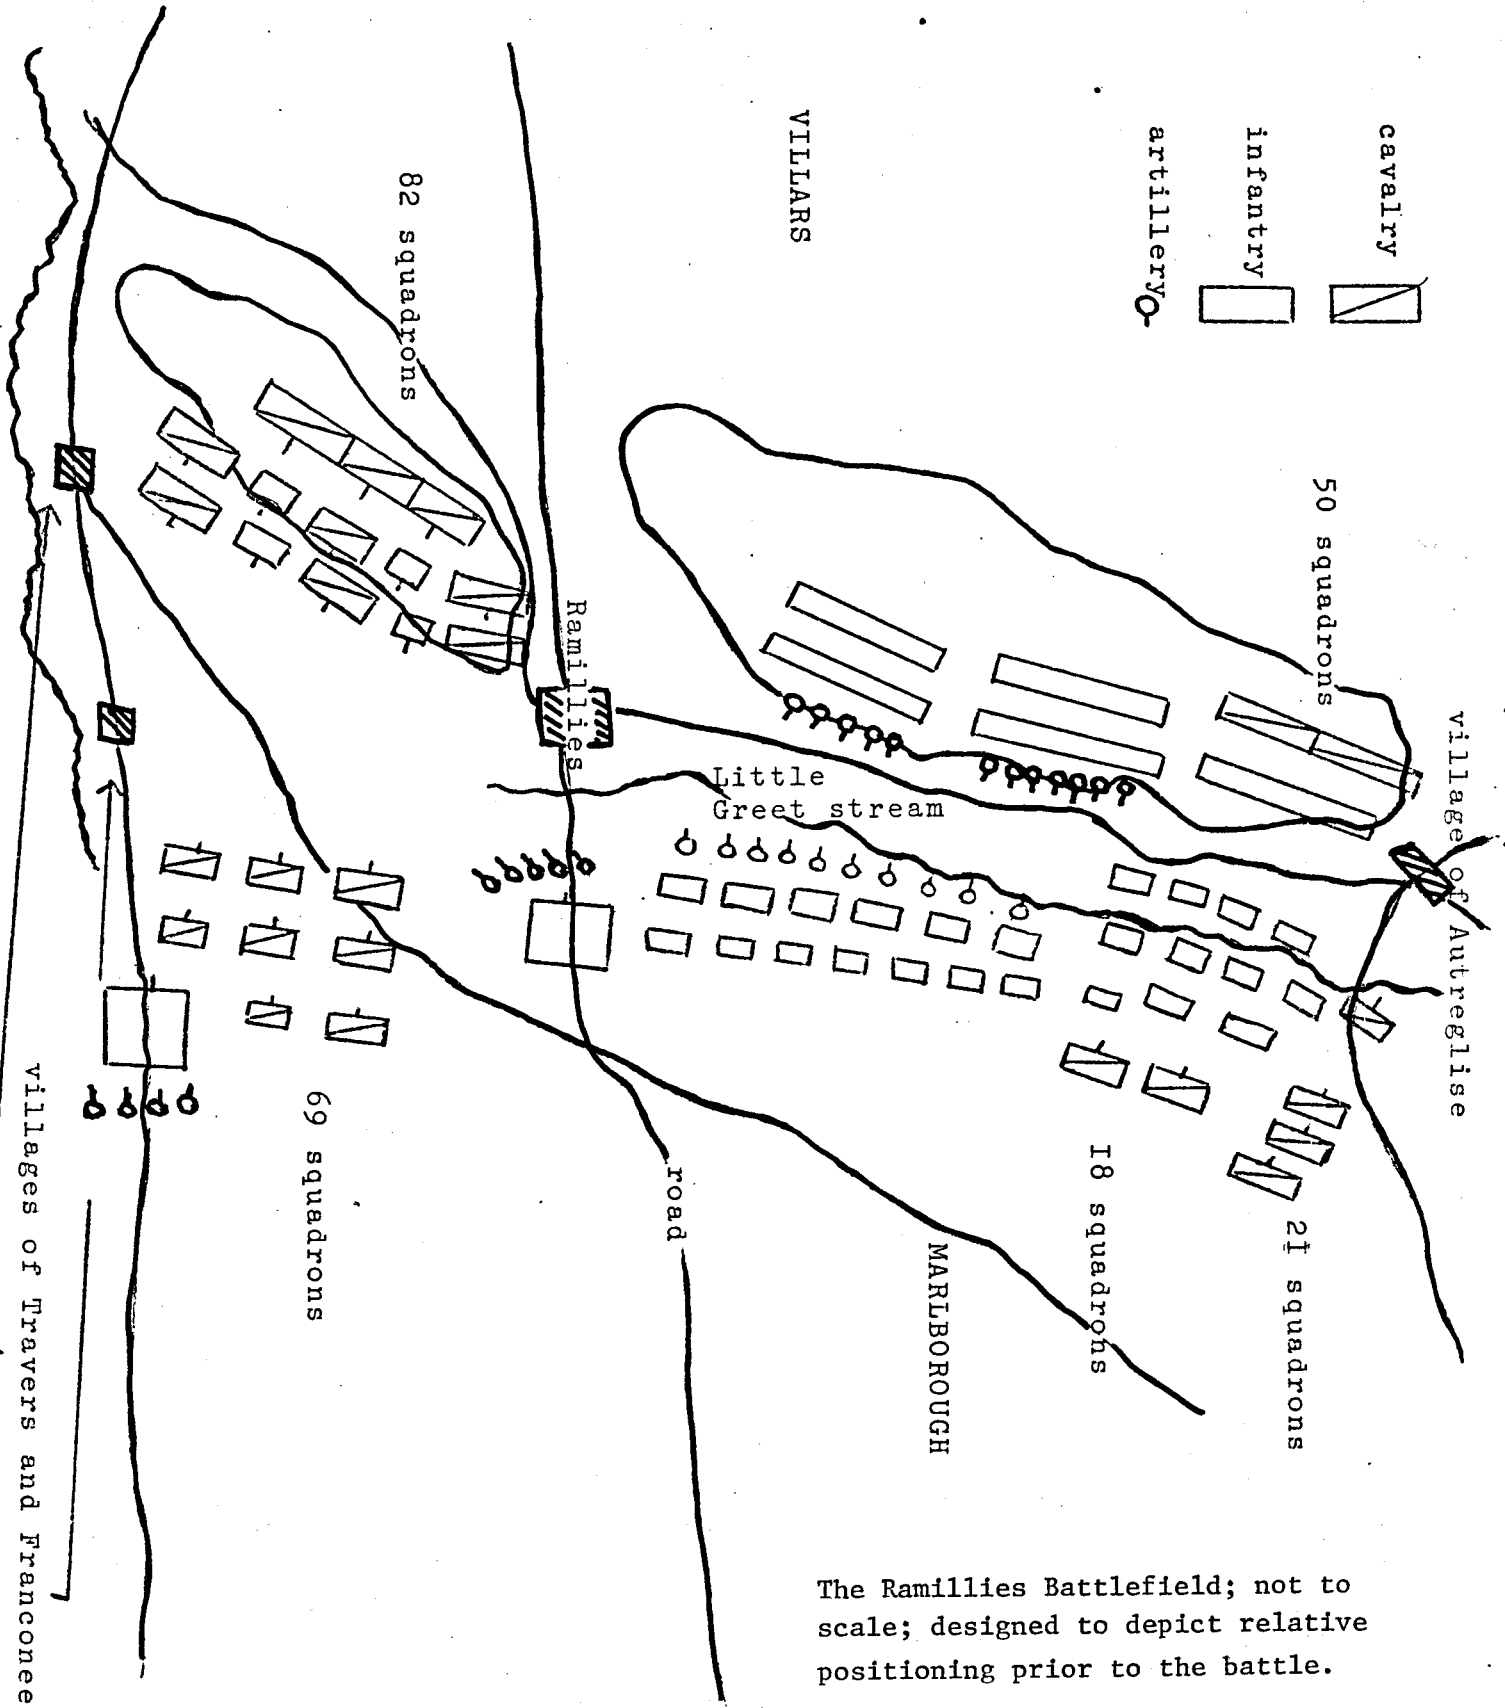 cavalry
infantry
artillery
VILLARS
82 squadrons
50 squadrons
village of Autreglise
Ramillies
Little
Greet stream
69 squadrons
road
18 squadrons
21 squadrons
MARLBOROUGH
villages of Travers and Franconee
The Ramillies Battlefield; not to
scale; designed to depict relative
positioning prior to the battle.